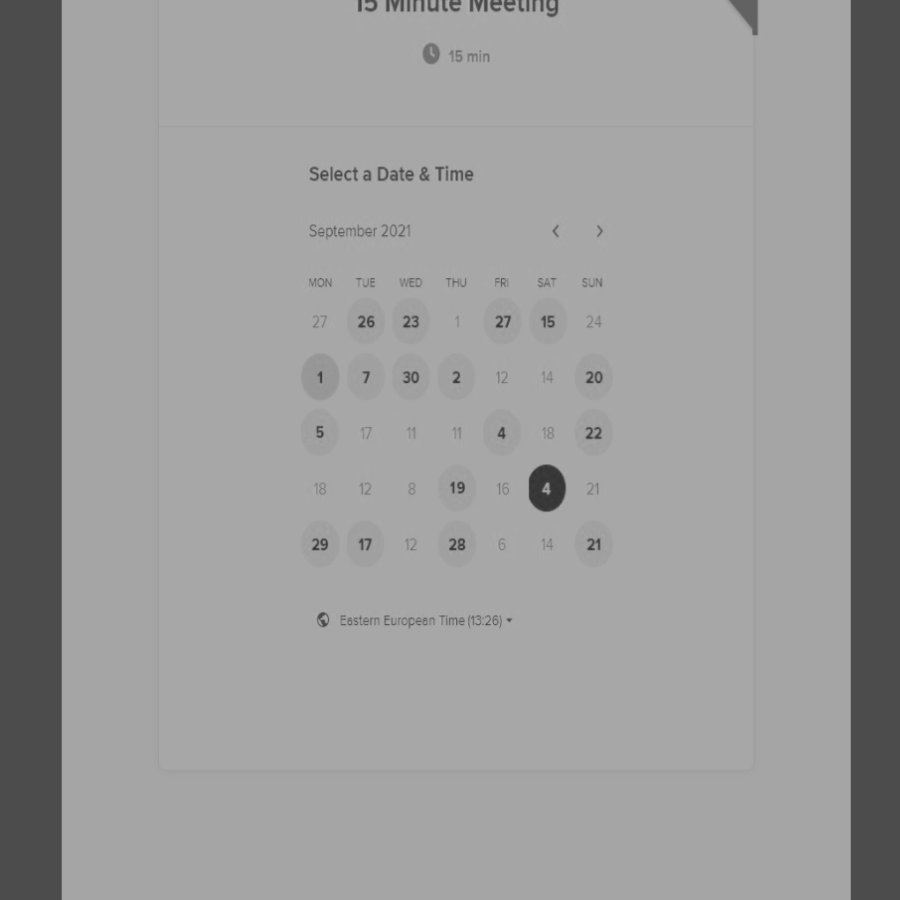 15 Minute Meeting
15 min
Select a Date & Time
September 2021
MON TUE WED THU FRI SAT SUN
27 26 23 1 27 15 24
1 7 30 2 12 14 20
5 17 11 11 4 18 22
18 12 8 19 16 4 21
29 17 12 28 6 14 21
Eastern European Time (13:26)